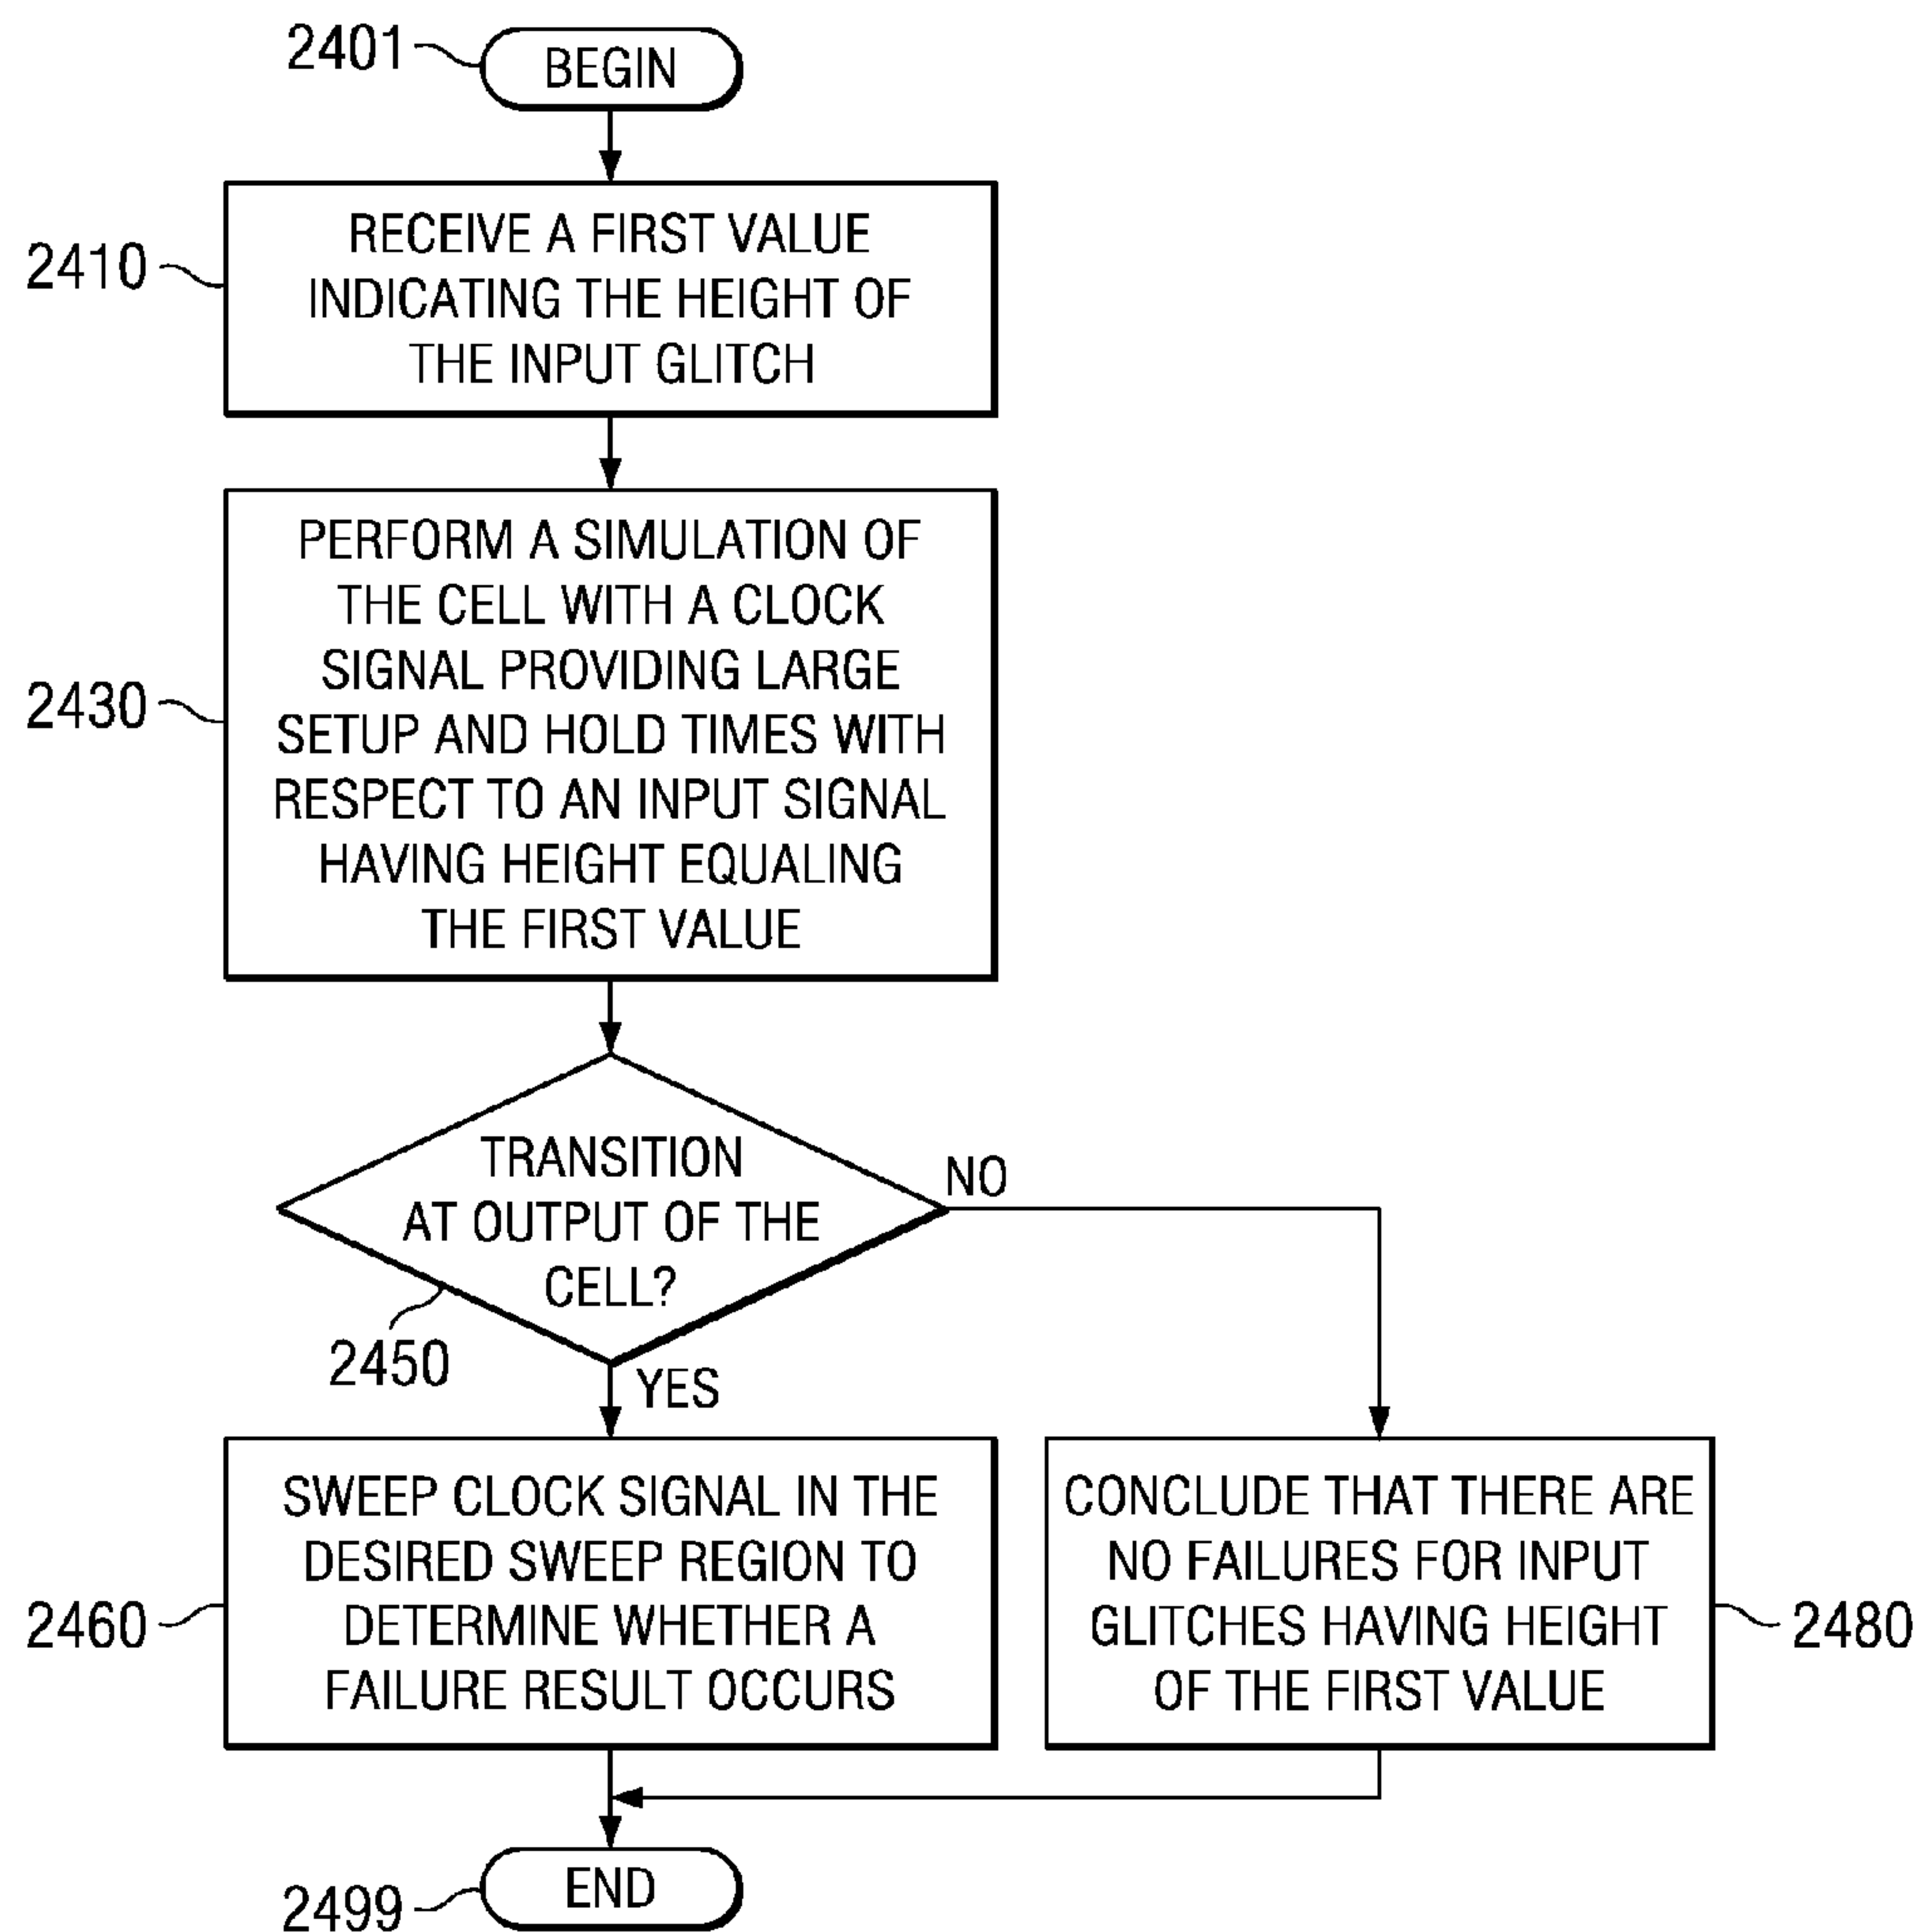 2401
BEGIN
2410
RECEIVE A FIRST VALUE
INDICATING THE HEIGHT OF
THE INPUT GLITCH
2430
PERFORM A SIMULATION OF
THE CELL WITH A CLOCK
SIGNAL PROVIDING LARGE
SETUP AND HOLD TIMES WITH
RESPECT TO AN INPUT SIGNAL
HAVING HEIGHT EQUALING
THE FIRST VALUE
TRANSITION
AT OUTPUT OF THE
CELL?
NO
2450
YES
2460
SWEEP CLOCK SIGNAL IN THE
DESIRED SWEEP REGION TO
DETERMINE WHETHER A
FAILURE RESULT OCCURS
CONCLUDE THAT THERE ARE
NO FAILURES FOR INPUT
GLITCHES HAVING HEIGHT
OF THE FIRST VALUE
2480
2499
END